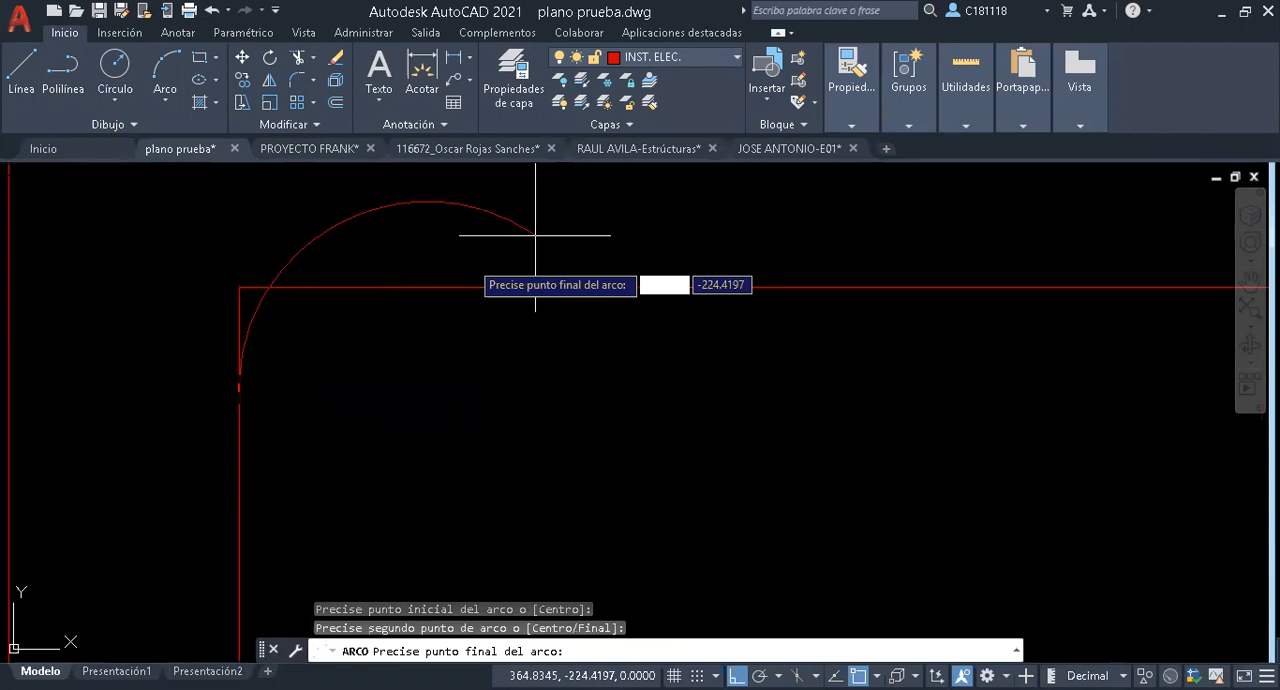 Autodesk AutoCAD 2021 plano prueba.dwg
Escriba palabra clave o frase
C181118
Inicio Inserción Anotar Paramétrico Vista Administrar Salida Complementos Colaborar Aplicaciones destacadas
INST. ELEC.
Línea Polilínea Círculo Arco
Texto Acotar
Propiedades de capa
Insertar
Propied... Grupos Utilidades Portapap... Vista
Dibujo Modificar Anotación Capas Bloque
Inicio plano prueba* PROYECTO FRANK* 116672_Oscar Rojas Sanches* RAUL AVILA-Estrúcturas* JOSE ANTONIO-E01*
Precise punto final del arco: -224.4197
Y
X
Precise punto inicial del arco o [Centro]:
Precise segundo punto de arco o [Centro/Final]:
ARCO Precise punto final del arco:
Modelo Presentación1 Presentación2 +
364.8345, -224.4197, 0.0000
Decimal